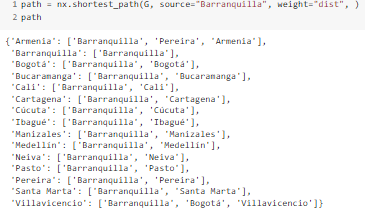 1 path = nx.shortest_path(G, source="Barranquilla", weight="dist", )
2 path
{'Armenia': ['Barranquilla', 'Pereira', 'Armenia'],
'Barranquilla': ['Barranquilla'],
'Bogotá': ['Barranquilla', 'Bogotá'],
'Bucaramanga': ['Barranquilla', 'Bucaramanga'],
'Cali': ['Barranquilla', 'Cali'],
'Cartagena': ['Barranquilla', 'Cartagena'],
'Cúcuta': ['Barranquilla', 'Cúcuta'],
'Ibagué': ['Barranquilla', 'Ibagué'],
'Manizales': ['Barranquilla', 'Manizales'],
'Medellín': ['Barranquilla', 'Medellín'],
'Neiva': ['Barranquilla', 'Neiva'],
'Pasto': ['Barranquilla', 'Pasto'],
'Pereira': ['Barranquilla', 'Pereira'],
'Santa Marta': ['Barranquilla', 'Santa Marta'],
'Villavicencio': ['Barranquilla', 'Bogotá', 'Villavicencio']}